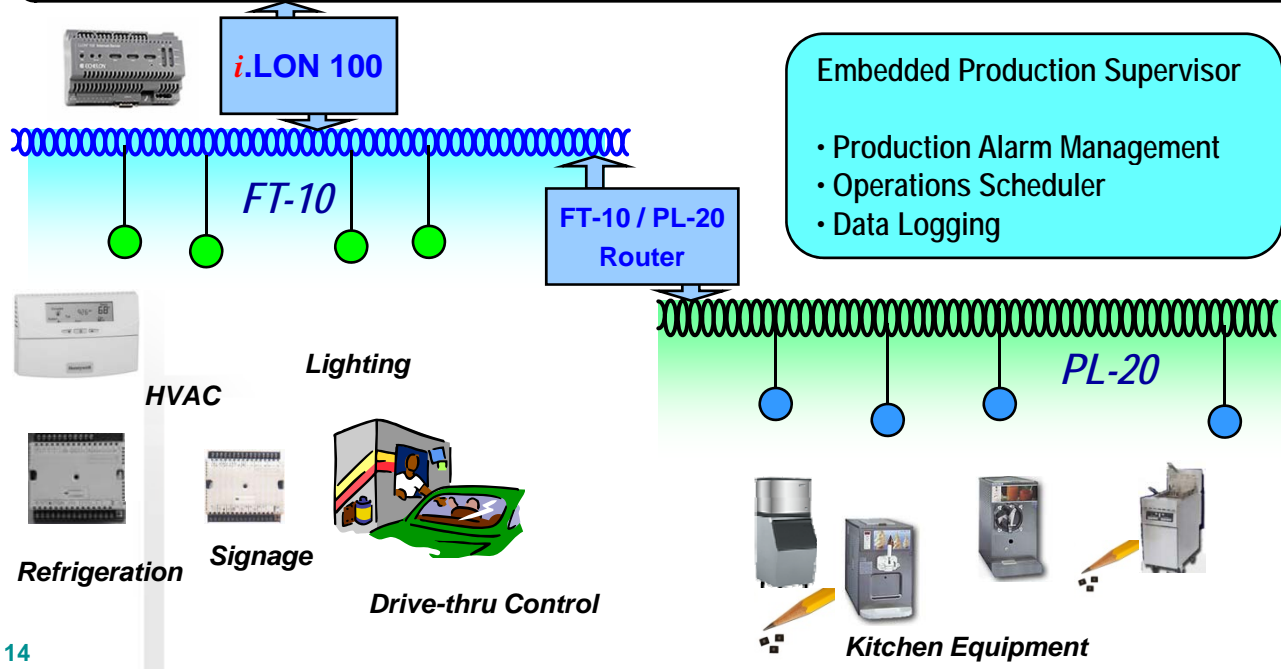 i.LON 100
Embedded Production Supervisor
• Production Alarm Management
• Operations Scheduler
• Data Logging
ECHELON
FT-10
FT-10 / PL-20
Router
PL-20
Lighting
HVAC
Refrigeration
Signage
Drive-thru Control
Kitchen Equipment
14